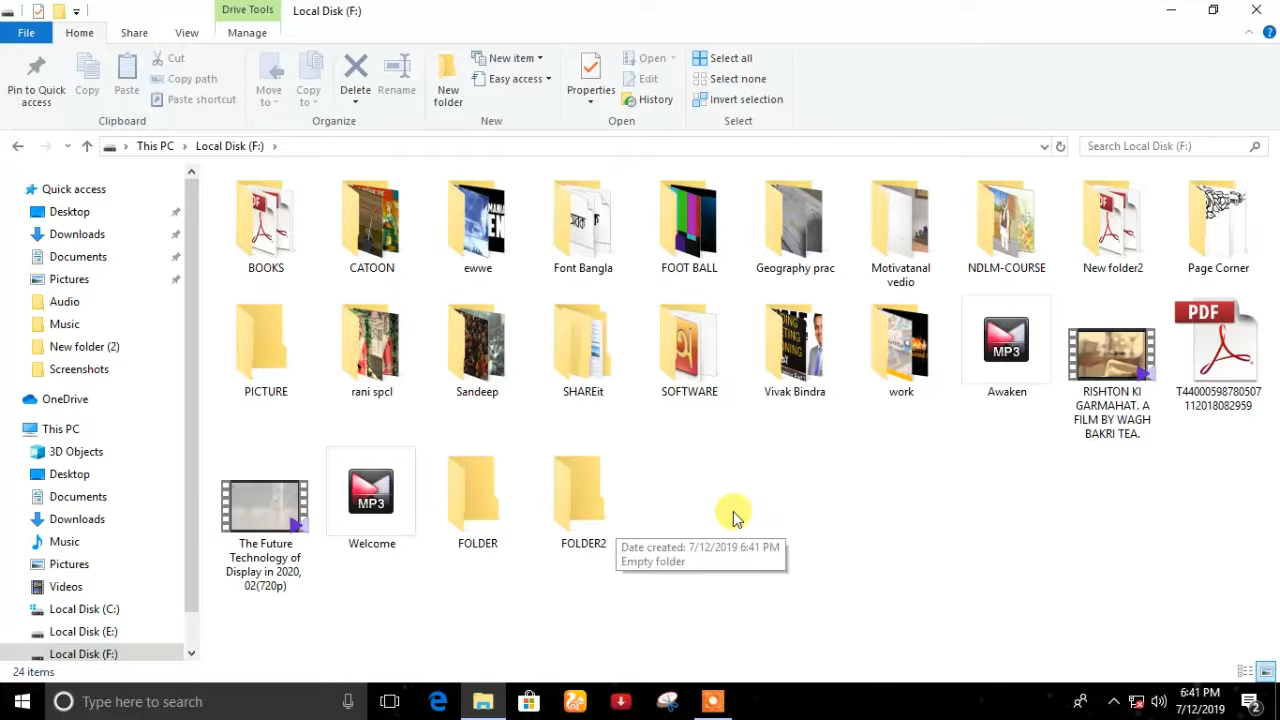 Drive Tools
Local Disk (F:)
File
Home
Share
View
Manage
Pin to Quick
access
Copy
Paste
Cut
Copy path
Paste shortcut
Clipboard
Move
to
Copy
to
Delete
Rename
Organize
New
folder
New item
Easy access
New
Properties
Open
Edit
History
Open
Select all
Select none
Invert selection
Select
This PC
Local Disk (F:)
Search Local Disk (F:)
Quick access
Desktop
Downloads
Documents
Pictures
Audio
Music
New folder (2)
Screenshots
OneDrive
This PC
3D Objects
Desktop
Documents
Downloads
Music
Pictures
Videos
Local Disk (C:)
Local Disk (E:)
Local Disk (F:)
BOOKS
CATOON
ewwe
Font Bangla
FOOT BALL
Geography prac
Motivatanal
vedio
NDLM-COURSE
New folder2
Page Corner
PICTURE
rani spcl
Sandeep
SHAREit
SOFTWARE
Vivak Bindra
work
MP3
Awaken
RISHTON KI
GARMAHAT. A
FILM BY WAGH
BAKRI TEA.
PDF
T44000598780507
112018082959
The Future
Technology of
Display in 2020,
02(720p)
MP3
Welcome
FOLDER
FOLDER2
Date created: 7/12/2019 6:41 PM
Empty folder
24 items
Type here to search
6:41 PM
7/12/2019
2